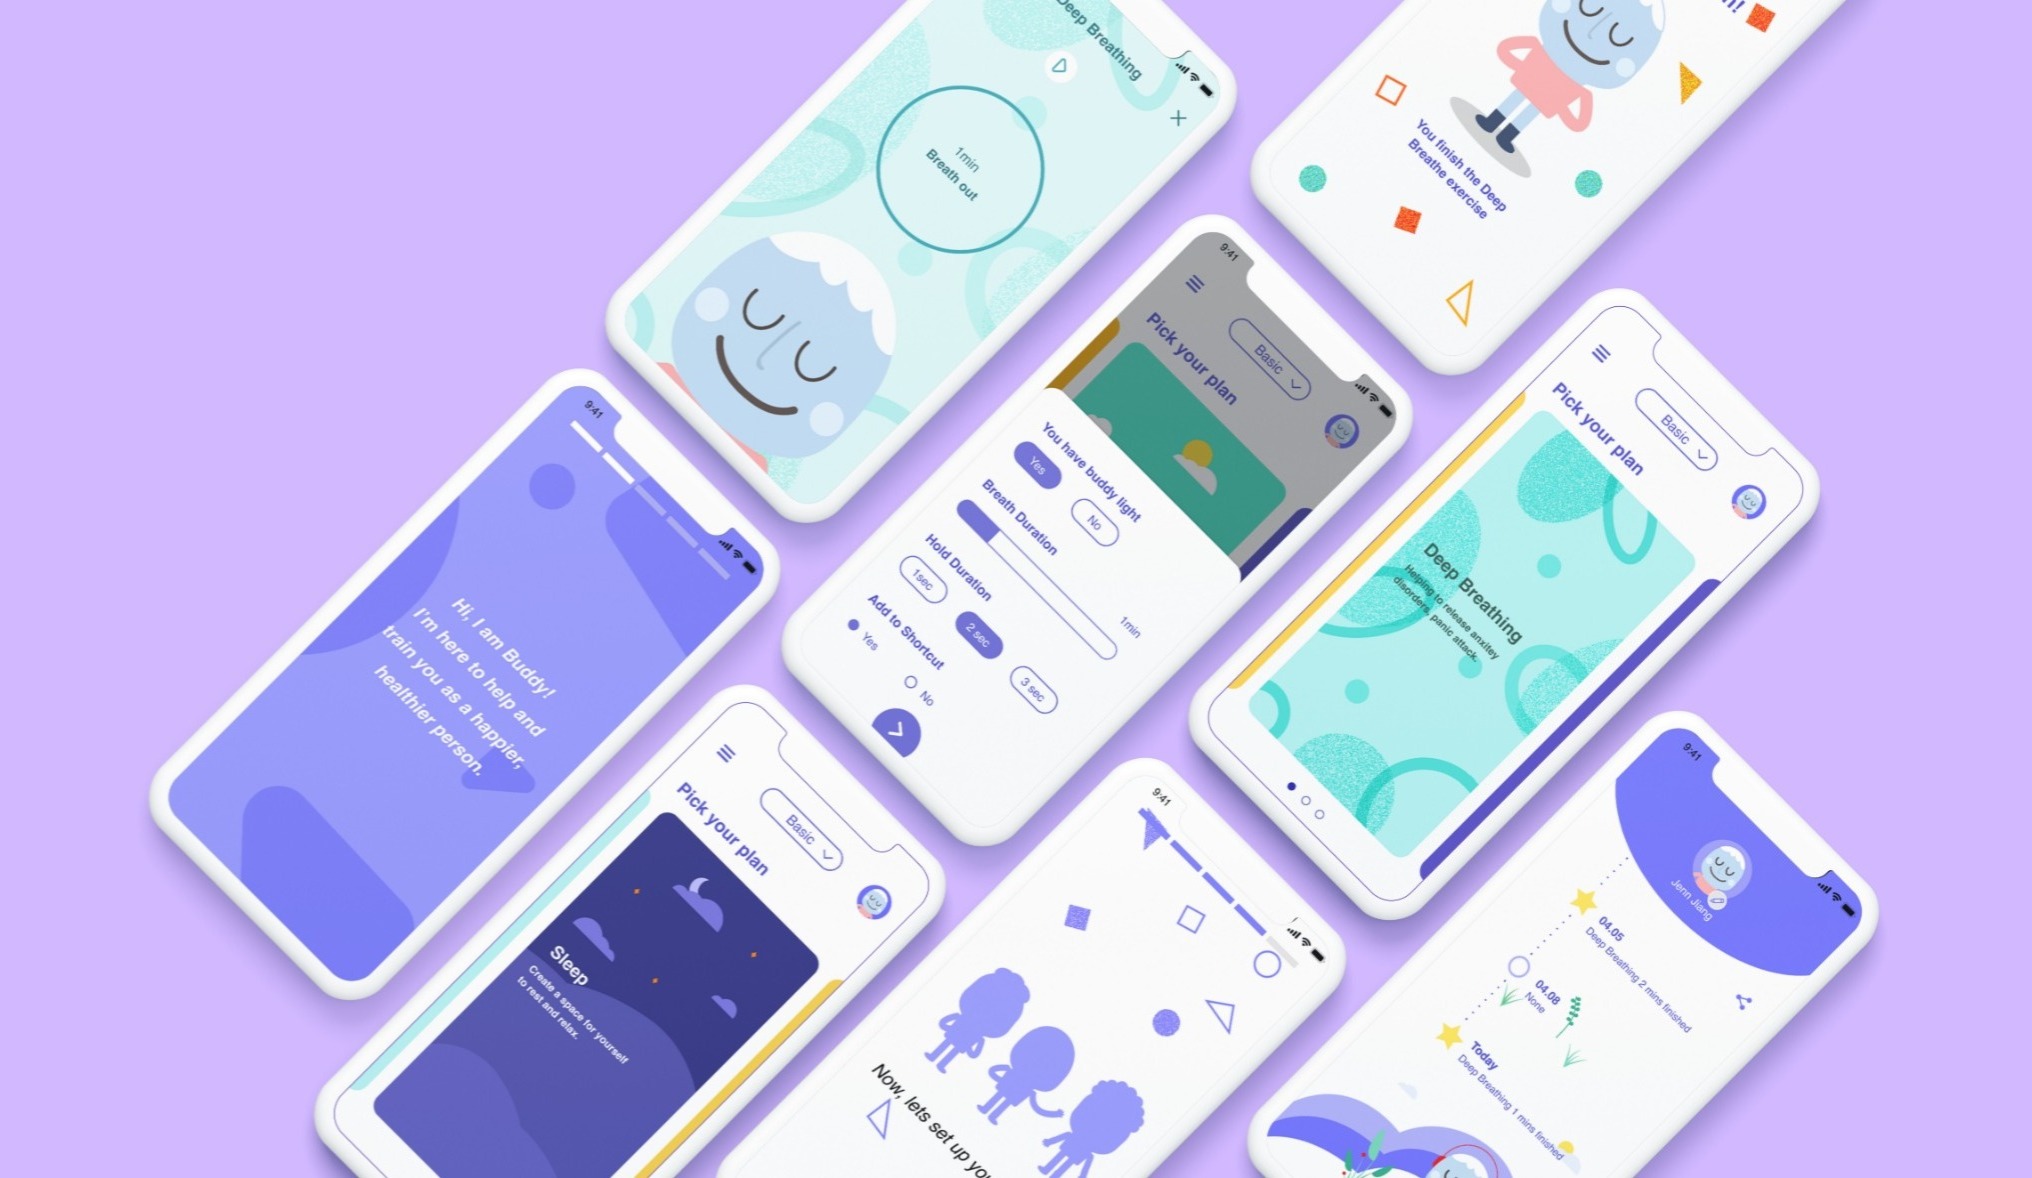 Deep Breathing
1min
Breath out
You finish the Deep
Breathe exercise
9:41
Pick your plan
Basic
You have buddy light
Yes
No
Breath Duration
1min
Hold Duration
1sec
2 sec
3 sec
Add to Shortcut
Yes
No
Pick your plan
Basic
Deep Breathing
Helping to release anxitey
disorders, panic attack.
9:41
Hi, I am Buddy!
I'm here to help and
train you as a happier,
healthier person.
Pick your plan
Basic
Sleep
Create a space for yourself
to rest and relax.
9:41
Now, lets set up
9:41
Jenn Jiang
04.05
Deep Breathing 2 mins finished
04.08
None
Today
Deep Breathing 1 mins finished